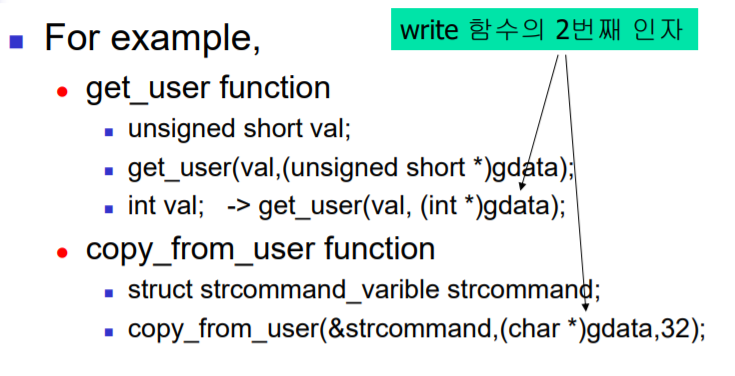 write 함수의 2번째 인자
For example,
get_user function
unsigned short val;
get_user(val,(unsigned short *)gdata);
int val;   -> get_user(val, (int *)gdata);
copy_from_user function
struct strcommand_varible strcommand;
copy_from_user(&strcommand,(char *)gdata,32);